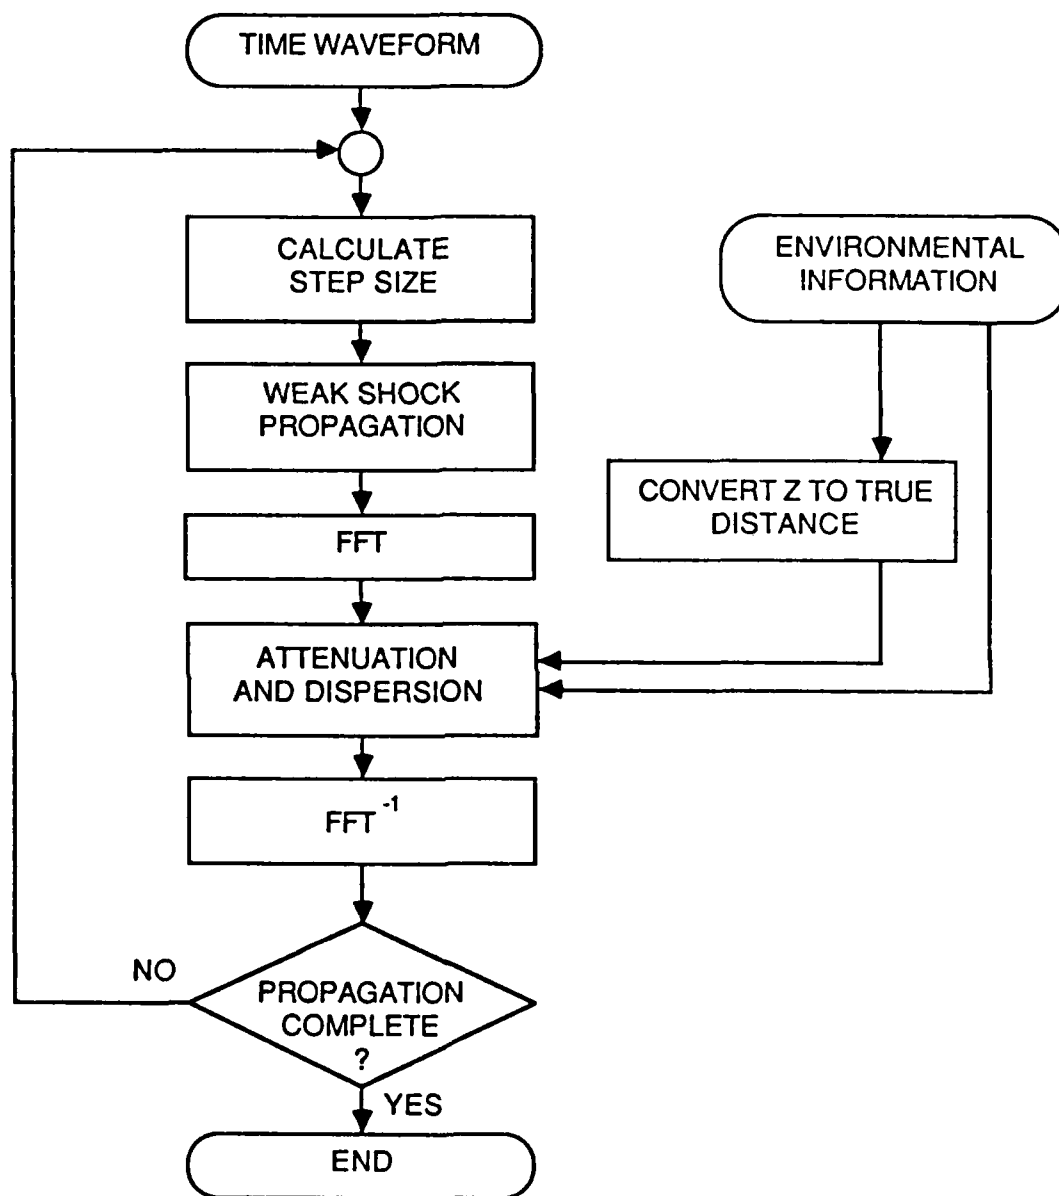 TIME WAVEFORM
CALCULATE
STEP SIZE
ENVIRONMENTAL
INFORMATION
WEAK SHOCK
PROPAGATION
CONVERT Z TO TRUE
DISTANCE
FFT
ATTENUATION
AND DISPERSION
FFT -1
NO
PROPAGATION
COMPLETE
?
YES
END